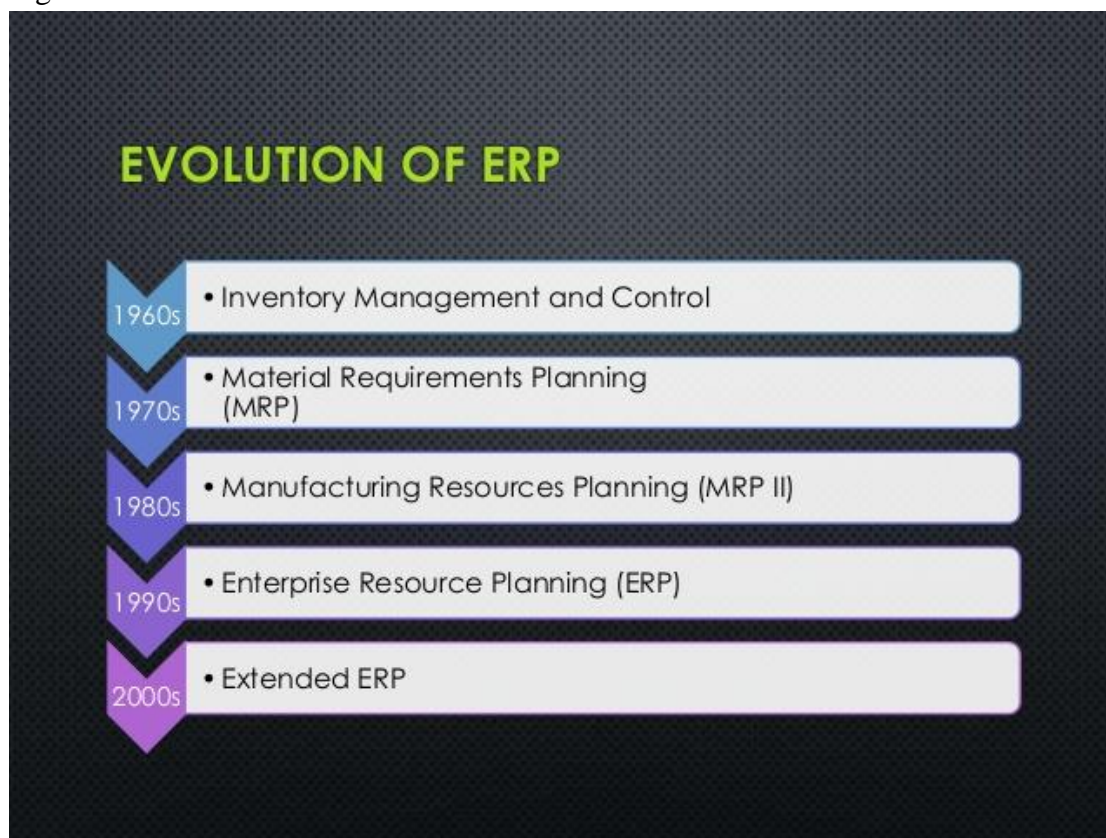 EVOLUTION OF ERP
1960s
• Inventory Management and Control
1970s
• Material Requirements Planning
(MRP)
1980s
• Manufacturing Resources Planning (MRP II)
1990s
• Enterprise Resource Planning (ERP)
2000s
• Extended ERP